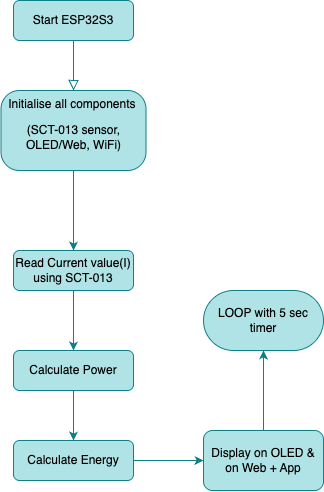 Start ESP32S3
Initialise all components
(SCT-013 sensor,
OLED/Web, WiFi)
Read Current value(I)
using SCT-013
Calculate Power
Calculate Energy
Display on OLED &
on Web + App
LOOP with 5 sec
timer